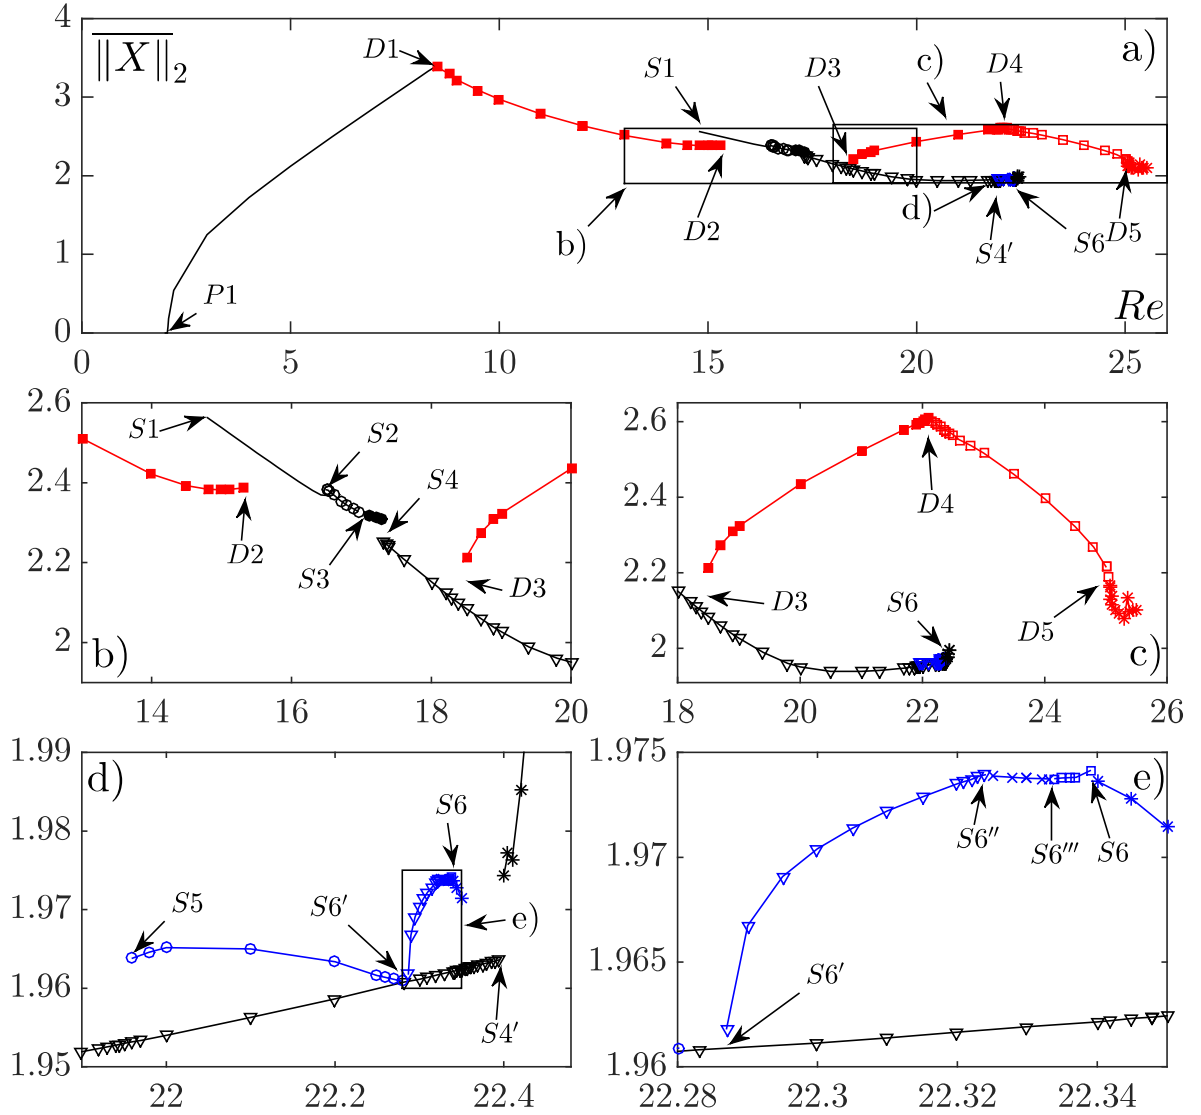 4
3
2
1
0
‖X‖₂
D1
S1
D3
c)
D4
a)
P1
b)
D2
d)
S4′
S6
D5
Re
0 5 10 15 20 25
2.6
2.4
2.2
2
S1
S2
S4
D2
S3
D3
b)
14 16 18 20
2.6
2.4
2.2
2
D4
D3
S6
D5
c)
18 20 22 24 26
1.99
1.98
1.97
1.96
1.95
d)
S6
S5
S6′
e)
S4′
22 22.2 22.4
1.975
1.97
1.965
1.96
e)
S6′′
S6′′′
S6
S6′
22.28 22.3 22.32 22.34